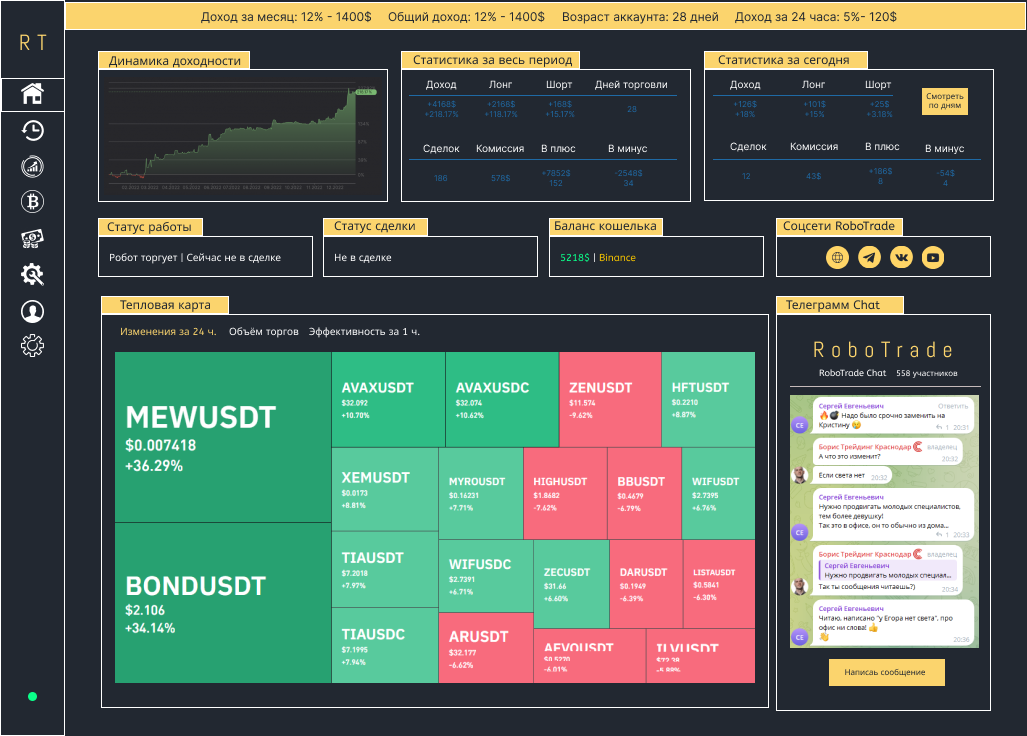 Доход за месяц: 12% - 1400$ Общий доход: 12% - 1400$ Возраст аккаунта: 28 дней Доход за 24 часа: 5%- 120$
RT
Динамика доходности
Статистика за весь период
Доход Лонг Шорт Дней торговли
+4168$ +2168$ +168$ 28
+218.17% +118.17% +15.17%
Сделок Комиссия В плюс В минус
186 578$ +7652$ -2548$
152 34
Статистика за сегодня
Доход Лонг Шорт
+126$ +101$ +25$
+18% +15% +3.18%
Смотреть
по дням
Сделок Комиссия В плюс В минус
12 43$ +186$ -54$
8 4
Статус работы
Робот торгует | Сейчас не в сделке
Статус сделки
Не в сделке
Баланс кошелька
5218$ | Binance
Соцсети RoboTrade
Тепловая карта
Изменения за 24 ч. Объём торгов Эффективность за 1 ч.
MEWUSDT
$0.007418
+36.29%
BONDUSDT
$2.106
+34.14%
AVAXUSDT
$32.092
+10.70%
AVAXUSDC
$32.074
+10.62%
ZENUSDT
$11.574
-9.62%
HFTUSDT
$0.2210
+8.87%
XEMUSDT
$0.0173
+8.81%
MYROUSDT
$0.16231
+7.71%
HIGHUSDT
$1.8682
-7.62%
BBUSDT
$0.4679
-6.79%
WIFUSDT
$2.7395
+6.76%
TIAUSDT
$7.2018
+7.97%
WIFUSDC
$2.7391
+6.71%
ZECUSDT
$31.66
+6.60%
DARUSDT
$0.1949
-6.39%
LISTAUSDT
$0.5841
-6.30%
TIAUSDC
$7.1995
+7.94%
ARUSDT
$32.177
-6.62%
AEVOUSDT
$0.5270
-6.01%
ILVUSDT
$72.38
-5.88%
Телеграмм Chat
RoboTrade
RoboTrade Chat 558 участников
Сергей Евгеньевич Ответить
🔥💣 Надо было срочно заменить на
Кристину 😢
1 20:31
CE
Борис Трейдинг Краснодар владелец
А что это изменит?
20:32
Если света нет 20:32
Сергей Евгеньевич
Нужно продвигать молодых специалистов,
тем более девушку!
Так это в офисе, он то обычно из дома...
1 20:33
CE
Борис Трейдинг Краснодар владелец
Сергей Евгеньевич
Нужно продвигать молодых специал...
Так ты сообщения читаешь?)
20:34
Сергей Евгеньевич
Читаю, написано "у Егора нет света", про
офис ни слова! 👍
👋
20:36
CE
Написаь сообщение